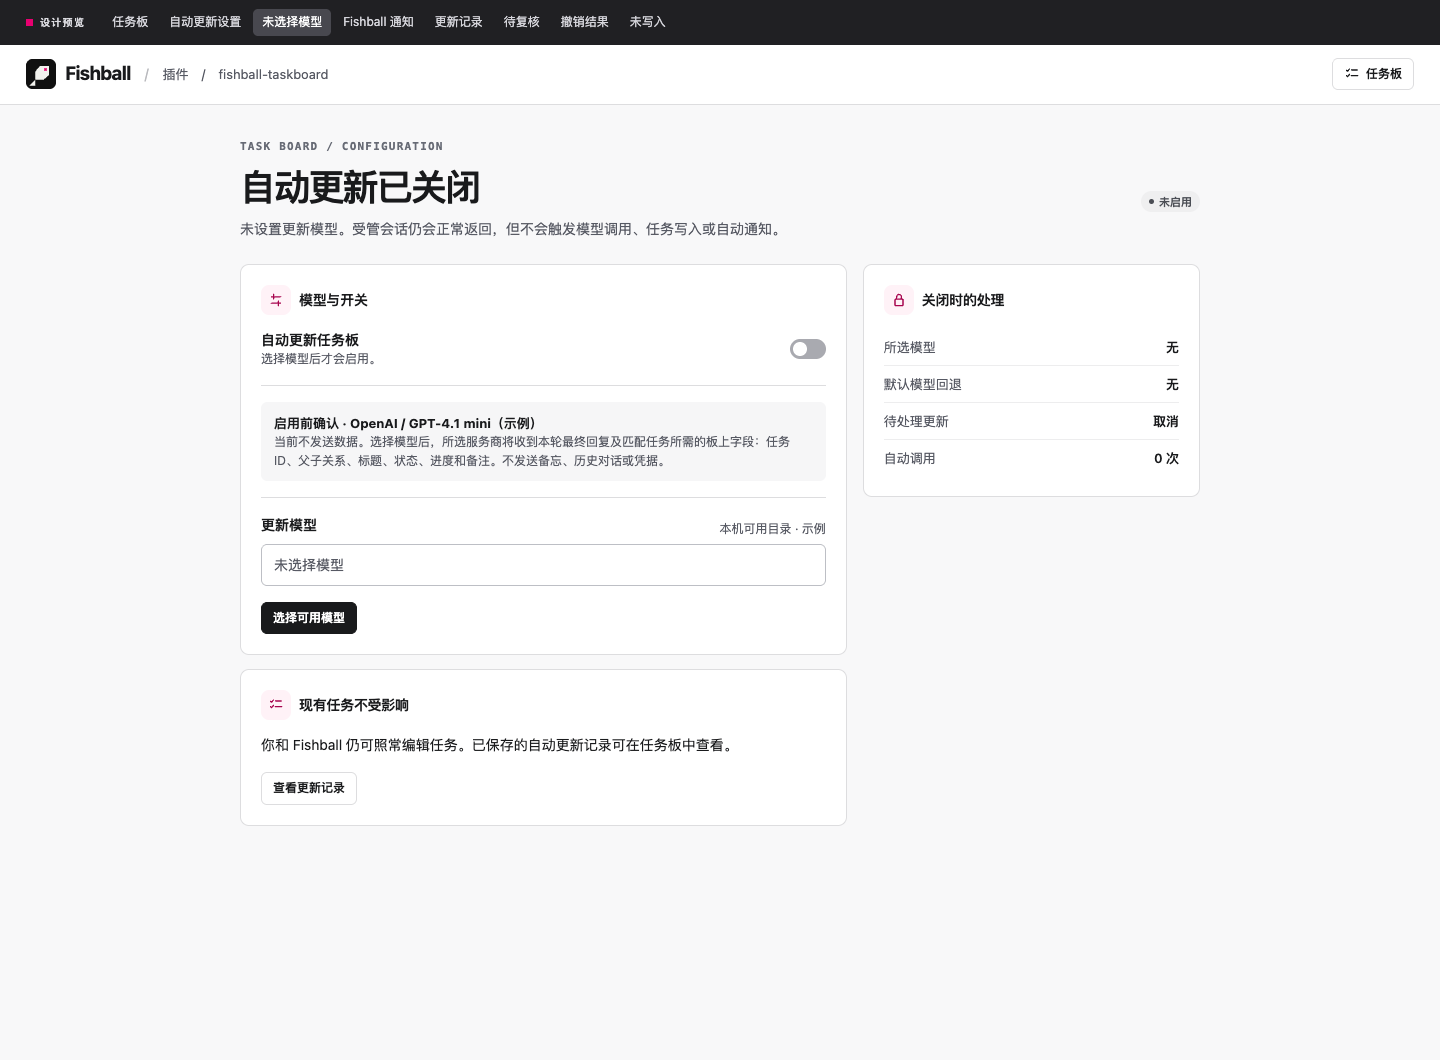 设计预览
任务板
自动更新设置
未选择模型
Fishball 通知
更新记录
待复核
撤销结果
未写入
Fishball / 插件 / fishball-taskboard
任务板
TASK BOARD / CONFIGURATION
自动更新已关闭
未启用
未设置更新模型。受管会话仍会正常返回，但不会触发模型调用、任务写入或自动通知。
模型与开关
自动更新任务板
选择模型后才会启用。
启用前确认 · OpenAI / GPT-4.1 mini（示例）
当前不发送数据。选择模型后，所选服务商将收到本轮最终回复及匹配任务所需的板上字段：任务
ID、父子关系、标题、状态、进度和备注。不发送备忘、历史对话或凭据。
更新模型
本机可用目录 · 示例
未选择模型
选择可用模型
关闭时的处理
所选模型 无
默认模型回退 无
待处理更新 取消
自动调用 0 次
现有任务不受影响
你和 Fishball 仍可照常编辑任务。已保存的自动更新记录可在任务板中查看。
查看更新记录